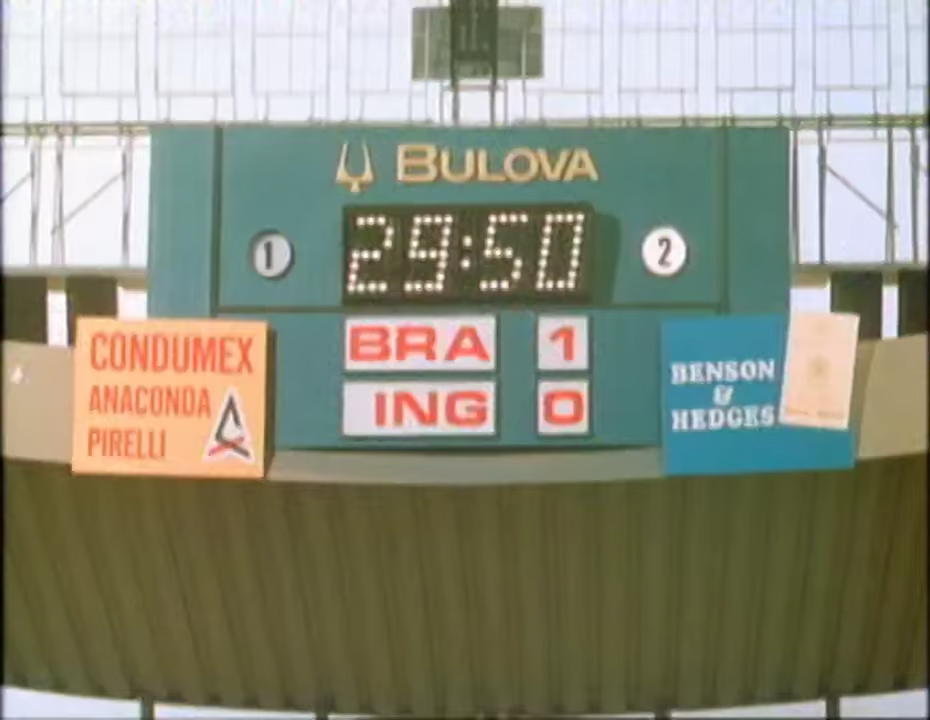 BULOVA
1
29:50
2
CONDUMEX
ANACONDA
PIRELLI
BRA 1
ING 0
BENSON
&
HEDGES